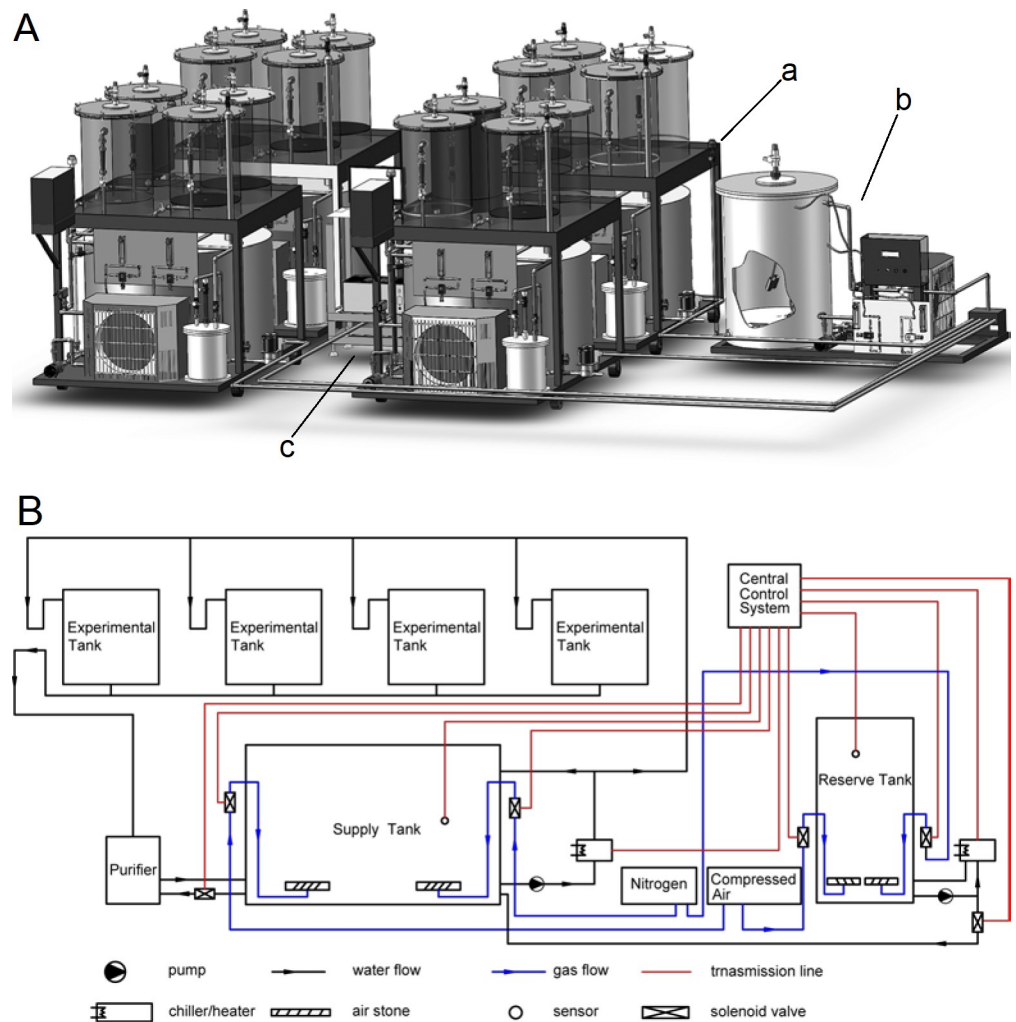 A
a
b
c
B
Experimental
Tank
Experimental
Tank
Experimental
Tank
Experimental
Tank
Central
Control
System
Supply Tank
Reserve Tank
Purifier
Nitrogen
Compressed
Air
pump
water flow
gas flow
trnasmission line
chiller/heater
air stone
sensor
solenoid valve